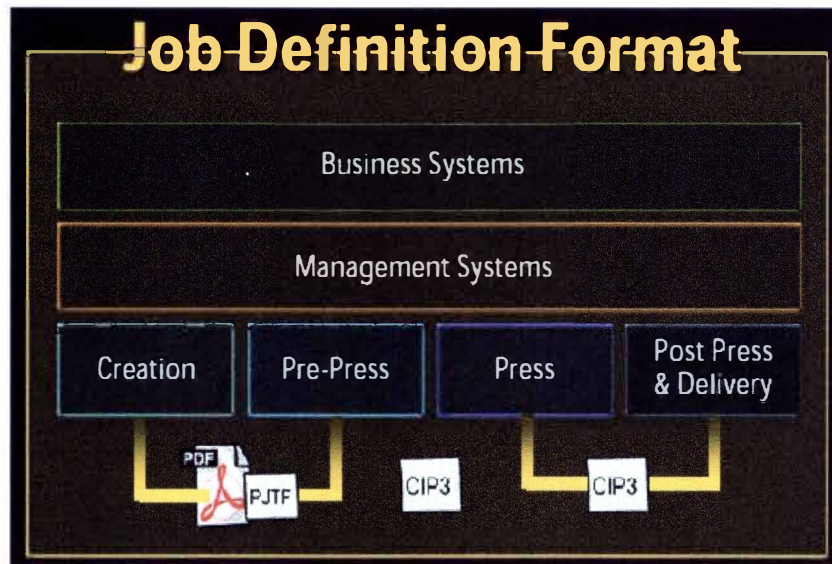 Job Definition Format
Business Systems
Management Systems
Creation
Pre-Press
Press
Post Press
& Delivery
PDF
PJTF
CIP3
CIP3